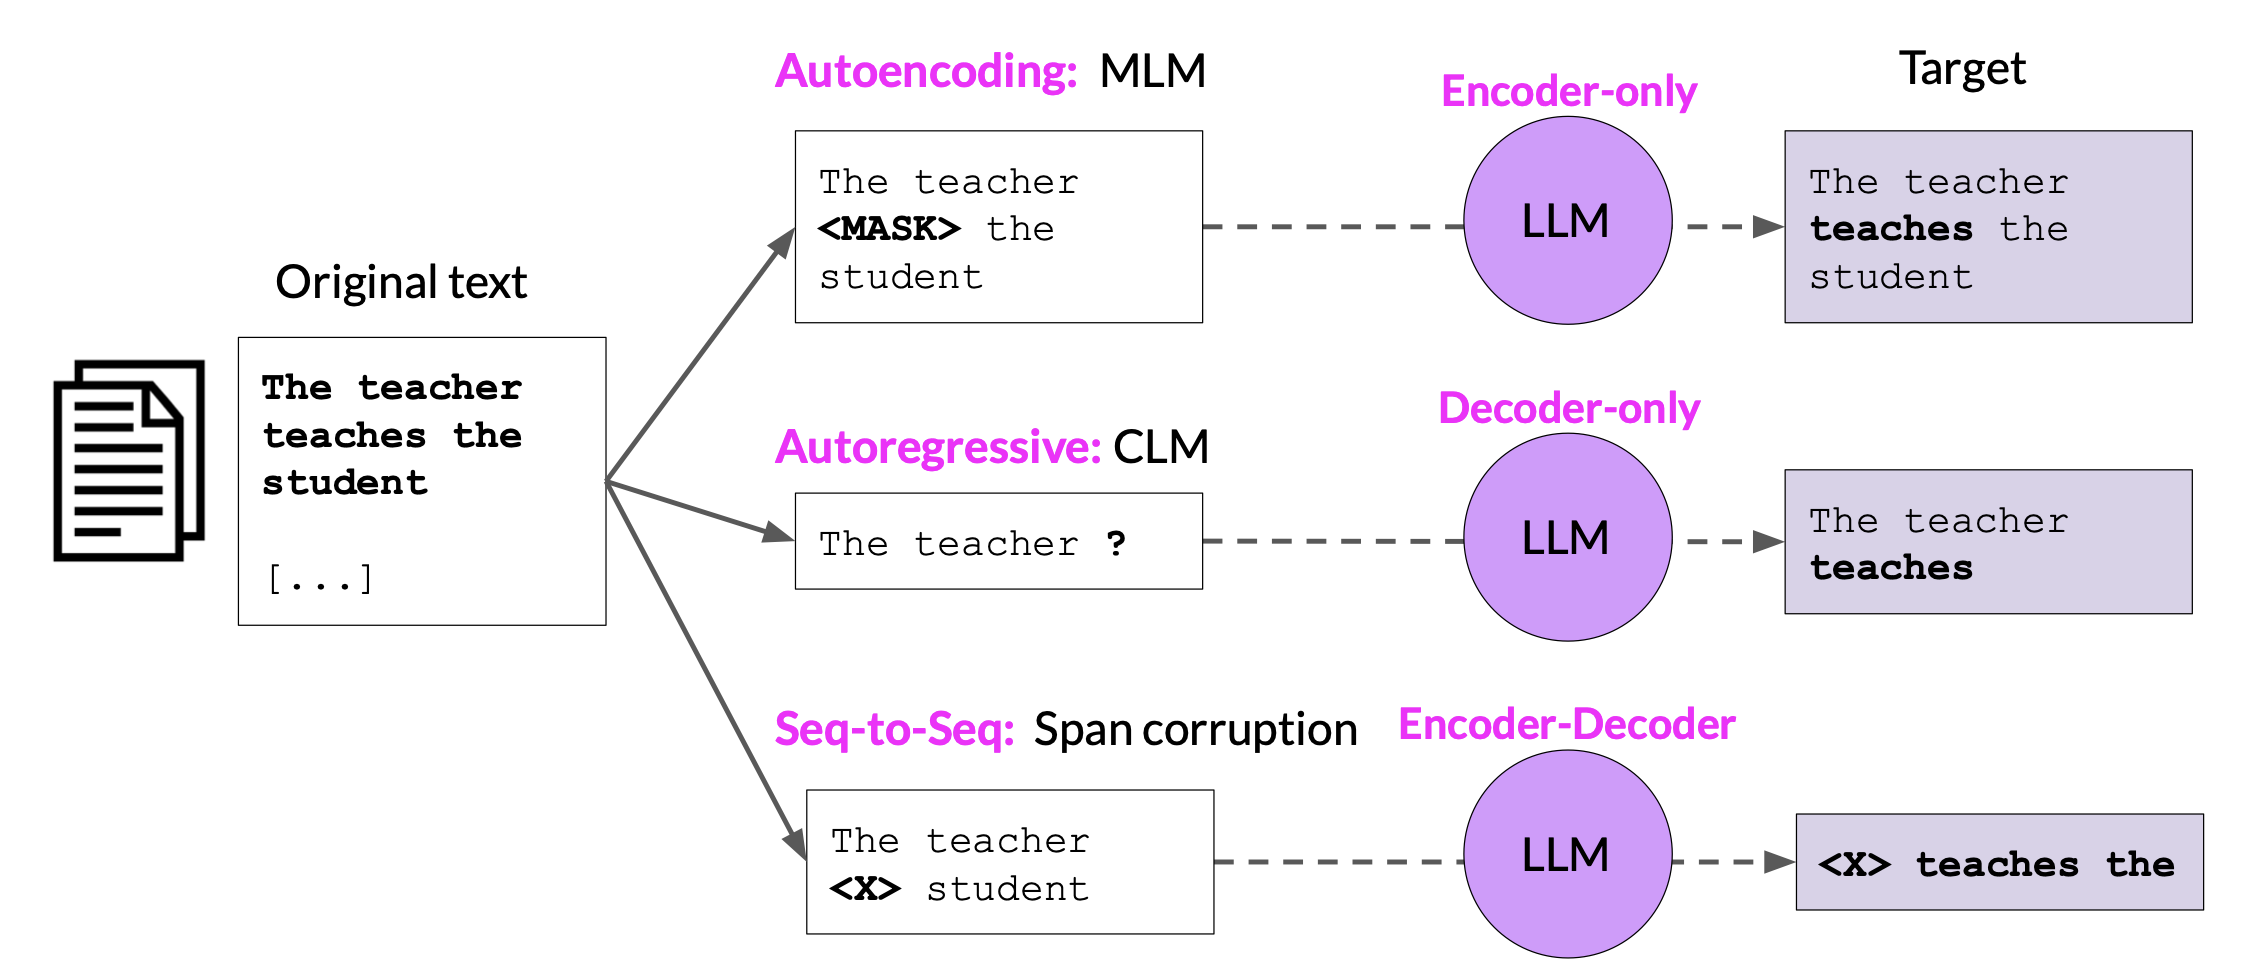 Original text
The teacher
teaches the
student
[...]
Autoencoding: MLM
The teacher
<MASK> the
student
Encoder-only
LLM
Target
The teacher
teaches the
student
Autoregressive: CLM
The teacher ?
Decoder-only
LLM
The teacher
teaches
Seq-to-Seq: Span corruption
The teacher
<X> student
Encoder-Decoder
LLM
<X> teaches the